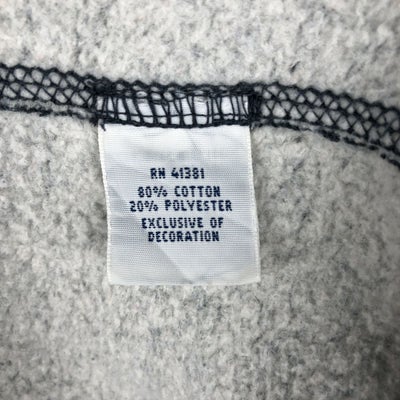 RN 41381
80% COTTON
20% POLYESTER
EXCLUSIVE OF
DECORATION